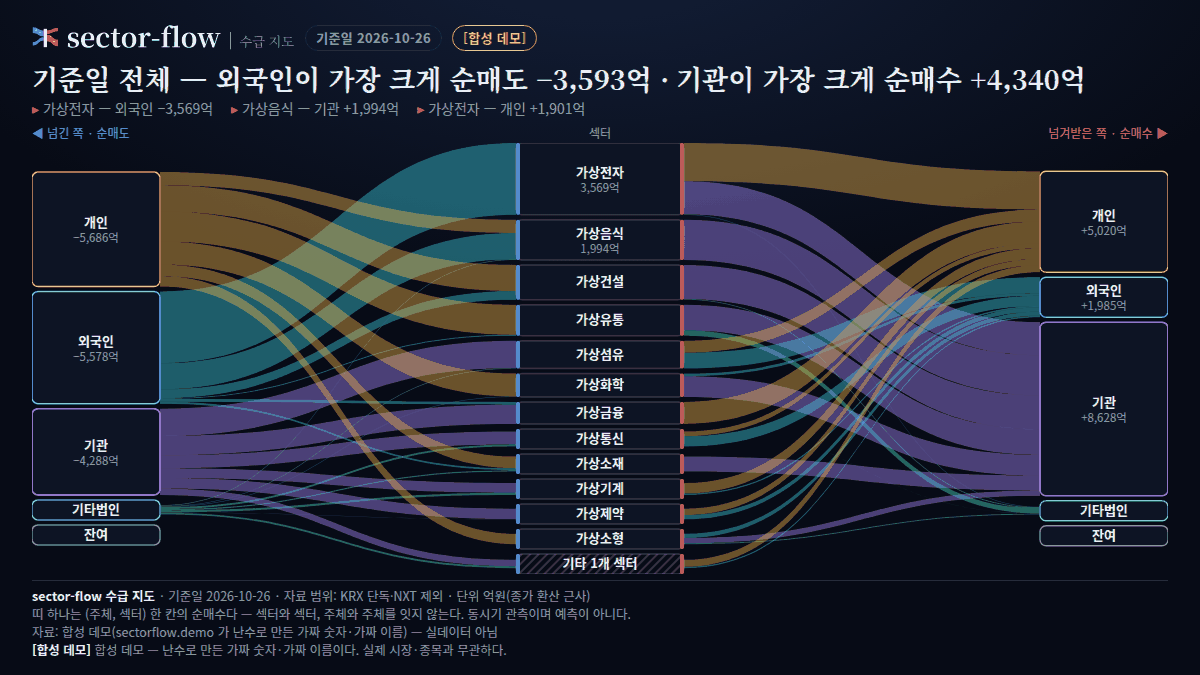 sector-flow | 수급 지도 기준일 2026-10-26 [합성 데모]
기준일 전체 — 외국인이 가장 크게 순매도 −3,593억 · 기관이 가장 크게 순매수 +4,340억
▸ 가상전자 — 외국인 −3,569억 ▸ 가상음식 — 기관 +1,994억 ▸ 가상전자 — 개인 +1,901억
◀ 넘긴 쪽 · 순매도
섹터
넘겨받은 쪽 · 순매수 ▶
개인
−5,686억
외국인
−5,578억
기관
−4,288억
기타법인
잔여
가상전자
3,569억
가상음식
1,994억
가상건설
가상유통
가상섬유
가상화학
가상금융
가상통신
가상소재
가상기계
가상제약
가상소형
기타 1개 섹터
개인
+5,020억
외국인
+1,985억
기관
+8,628억
기타법인
잔여
sector-flow 수급 지도 · 기준일 2026-10-26 · 자료 범위: KRX 단독·NXT 제외 · 단위 억원(종가 환산 근사)
띠 하나는 (주체, 섹터) 한 칸의 순매수다 — 섹터와 섹터, 주체와 주체를 잇지 않는다. 동시기 관측이며 예측이 아니다.
자료: 합성 데모(sectorflow.demo 가 난수로 만든 가짜 숫자·가짜 이름) — 실데이터 아님
[합성 데모] 합성 데모 — 난수로 만든 가짜 숫자·가짜 이름이다. 실제 시장·종목과 무관하다.